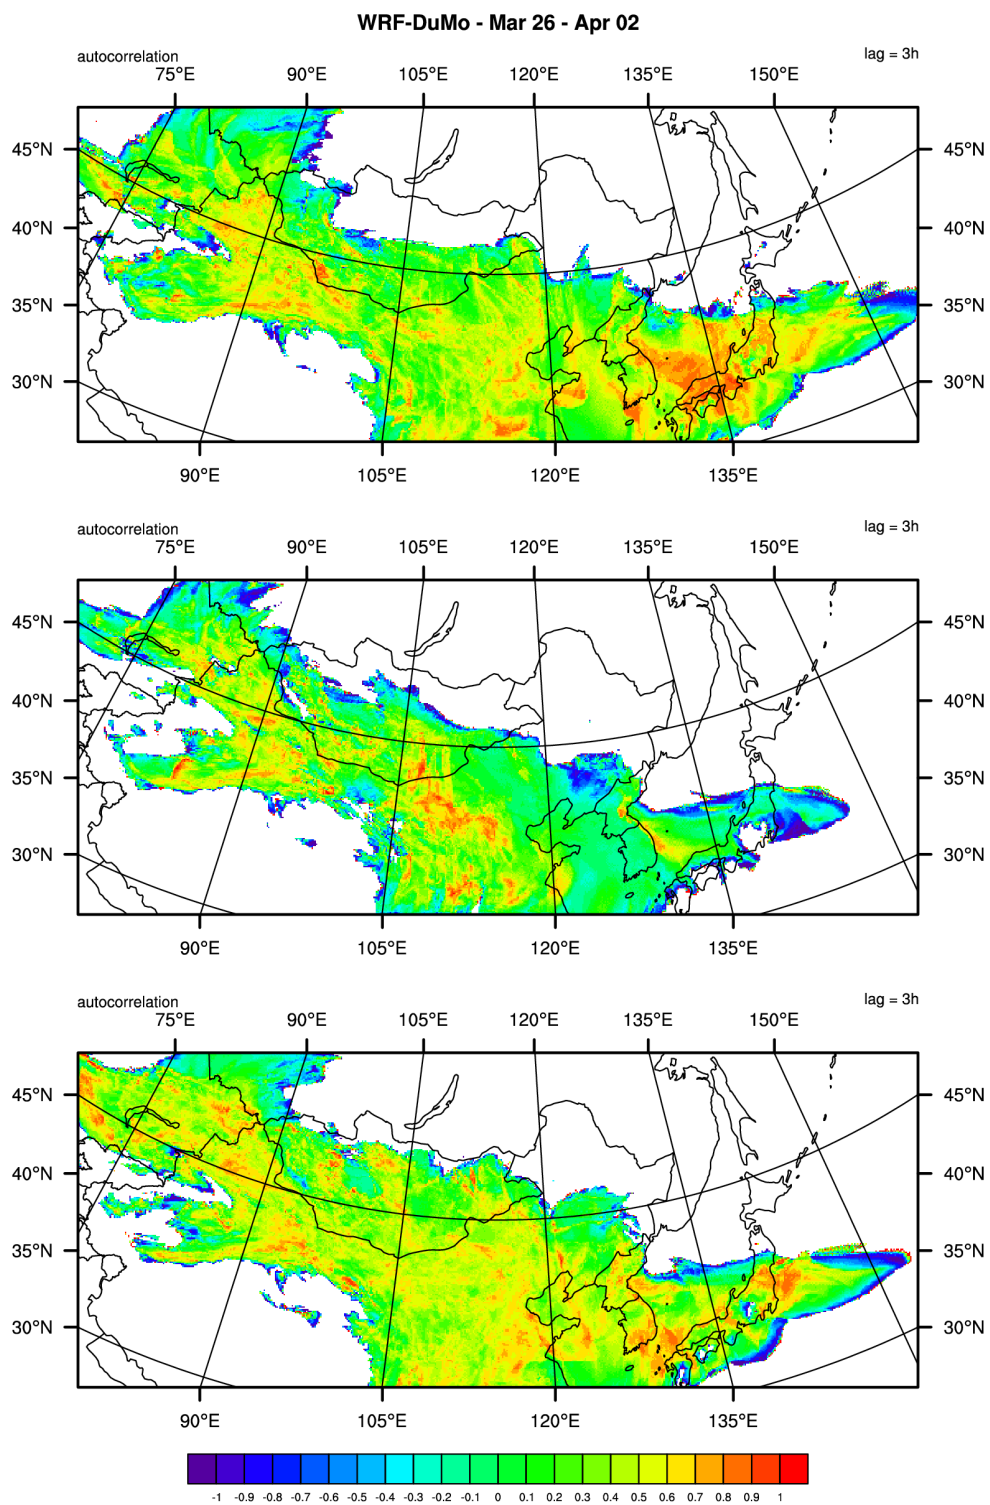 WRF-DuMo - Mar 26 - Apr 02
autocorrelation lag = 3h
75°E 90°E 105°E 120°E 135°E 150°E
45°N 45°N
40°N 40°N
35°N 35°N
30°N 30°N
90°E 105°E 120°E 135°E
autocorrelation lag = 3h
75°E 90°E 105°E 120°E 135°E 150°E
45°N 45°N
40°N 40°N
35°N 35°N
30°N 30°N
90°E 105°E 120°E 135°E
autocorrelation lag = 3h
75°E 90°E 105°E 120°E 135°E 150°E
45°N 45°N
40°N 40°N
35°N 35°N
30°N 30°N
90°E 105°E 120°E 135°E
-1 -0.9 -0.8 -0.7 -0.6 -0.5 -0.4 -0.3 -0.2 -0.1 0 0.1 0.2 0.3 0.4 0.5 0.6 0.7 0.8 0.9 1